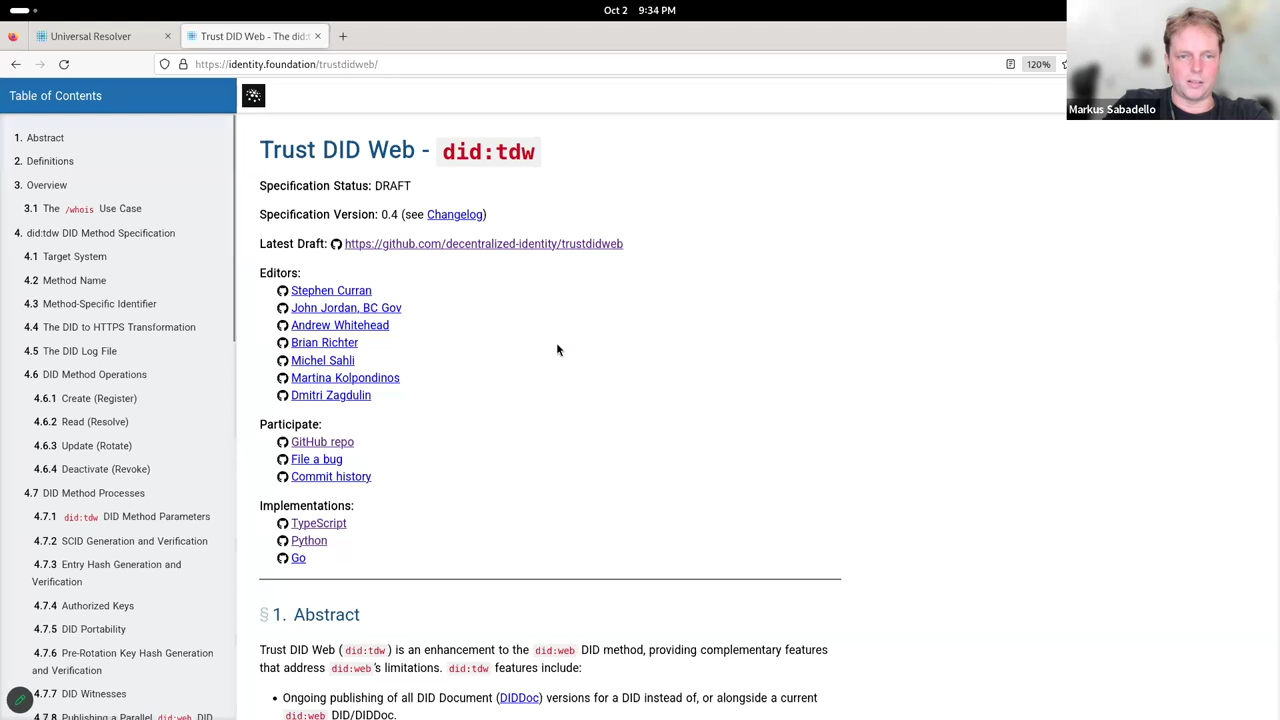 Oct 2 9:34 PM
Universal Resolver
Trust DID Web - The did:t
https://identity.foundation/trustdidweb/
120%
Markus Sabadello
Table of Contents
1. Abstract
2. Definitions
3. Overview
3.1 The /whois Use Case
4. did:tdw DID Method Specification
4.1 Target System
4.2 Method Name
4.3 Method-Specific Identifier
4.4 The DID to HTTPS Transformation
4.5 The DID Log File
4.6 DID Method Operations
4.6.1 Create (Register)
4.6.2 Read (Resolve)
4.6.3 Update (Rotate)
4.6.4 Deactivate (Revoke)
4.7 DID Method Processes
4.7.1 did:tdw DID Method Parameters
4.7.2 SCID Generation and Verification
4.7.3 Entry Hash Generation and
Verification
4.7.4 Authorized Keys
4.7.5 DID Portability
4.7.6 Pre-Rotation Key Hash Generation
and Verification
4.7.7 DID Witnesses
4.7.8 Publishing a Parallel did:web DID
Trust DID Web - did:tdw
Specification Status: DRAFT
Specification Version: 0.4 (see Changelog)
Latest Draft: https://github.com/decentralized-identity/trustdidweb
Editors:
Stephen Curran
John Jordan, BC Gov
Andrew Whitehead
Brian Richter
Michel Sahli
Martina Kolpondinos
Dmitri Zagdulin
Participate:
GitHub repo
File a bug
Commit history
Implementations:
TypeScript
Python
Go
§ 1. Abstract
Trust DID Web (did:tdw) is an enhancement to the did:web DID method, providing complementary features
that address did:web's limitations. did:tdw features include:
• Ongoing publishing of all DID Document (DIDDoc) versions for a DID instead of, or alongside a current
did:web DID/DIDDoc.